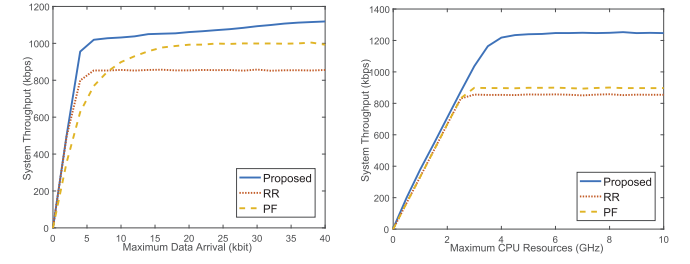 System Throughput (kbps)
1200
1000
800
600
400
200
0
0 5 10 15 20 25 30 35 40
Maximum Data Arrival (kbit)
Proposed
RR
PF
System Throughput (kbps)
1400
1200
1000
800
600
400
200
0
0 2 4 6 8 10
Maximum CPU Resources (GHz)
Proposed
RR
PF